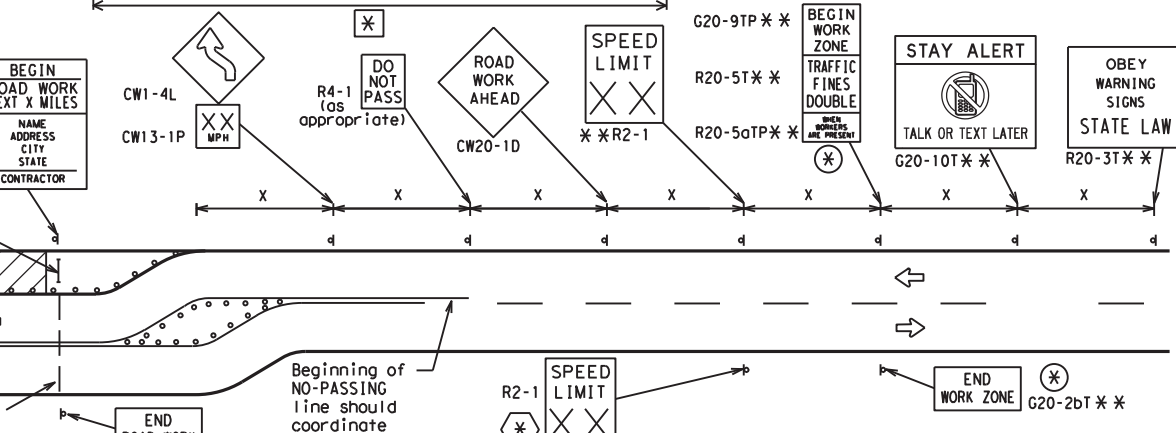 BEGIN
ROAD WORK
NEXT X MILES
NAME
ADDRESS
CITY
STATE
CONTRACTOR
CW1-4L
XX
MPH
CW13-1P
*
R4-1
(as
appropriate)
DO
NOT
PASS
ROAD
WORK
AHEAD
CW20-1D
SPEED
LIMIT
X X
* *R2-1
G20-9TP* *
BEGIN
WORK
ZONE
R20-5T* *
TRAFFIC
FINES
DOUBLE
R20-5aTP* *
WHEN
WORKERS
ARE PRESENT
*
STAY ALERT
TALK OR TEXT LATER
G20-10T* *
OBEY
WARNING
SIGNS
STATE LAW
R20-3T* *
X X X X X X X
Beginning of
NO-PASSING
line should
coordinate
R2-1
*
SPEED
LIMIT
X X
END
WORK ZONE
*
G20-2bT* *
END
ROAD WORK